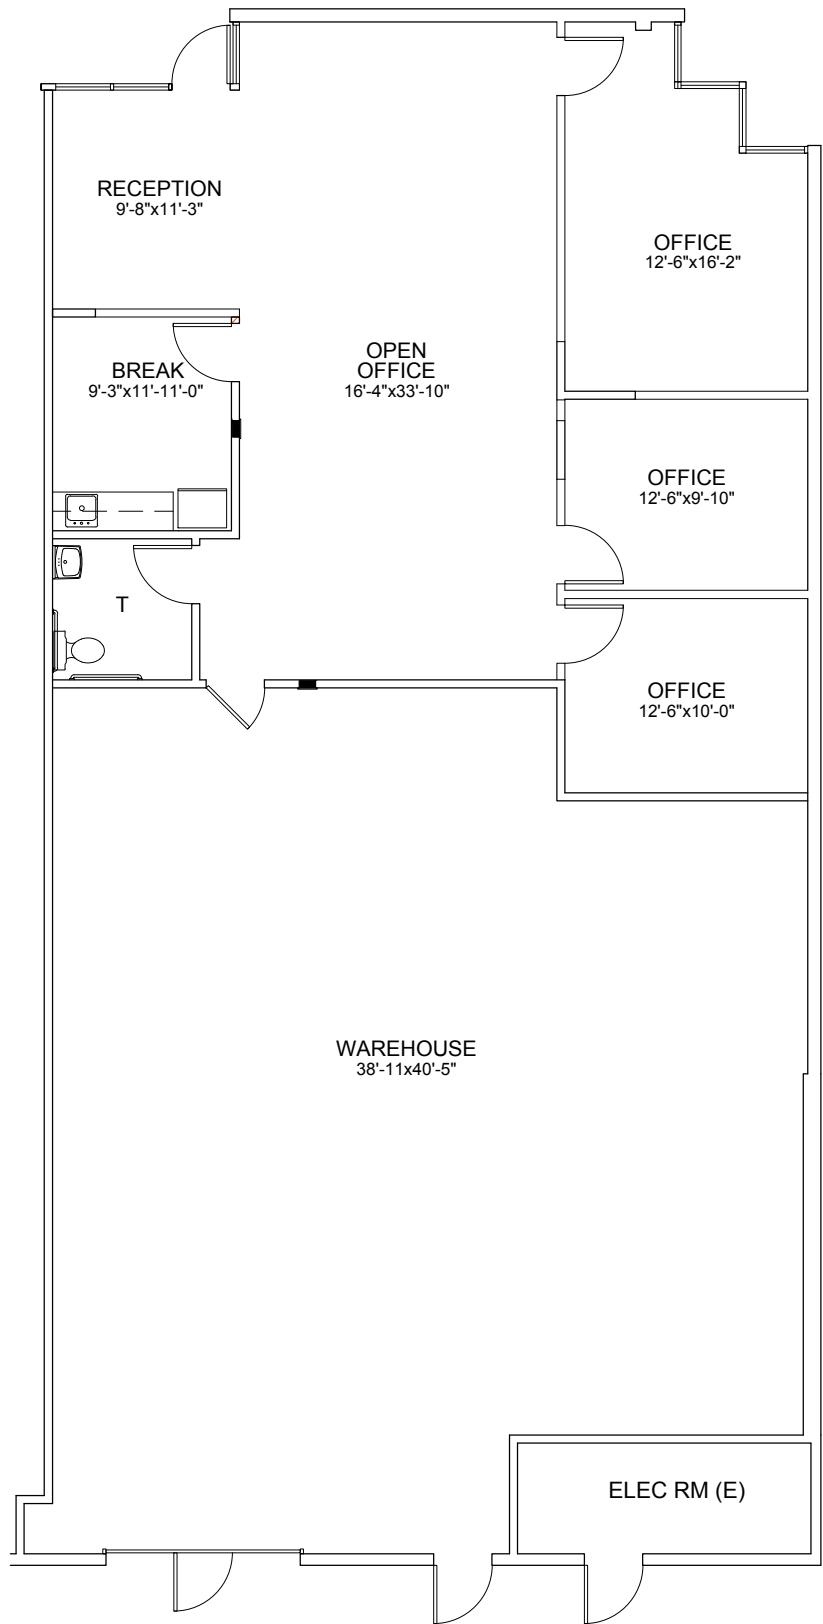 RECEPTION
9'-8"x11'-3"
OFFICE
12'-6"x16'-2"
OPEN
OFFICE
16'-4"x33'-10"
BREAK
9'-3"x11'-11'-0"
OFFICE
12'-6"x9'-10"
T
OFFICE
12'-6"x10'-0"
WAREHOUSE
38'-11x40'-5"
ELEC RM (E)